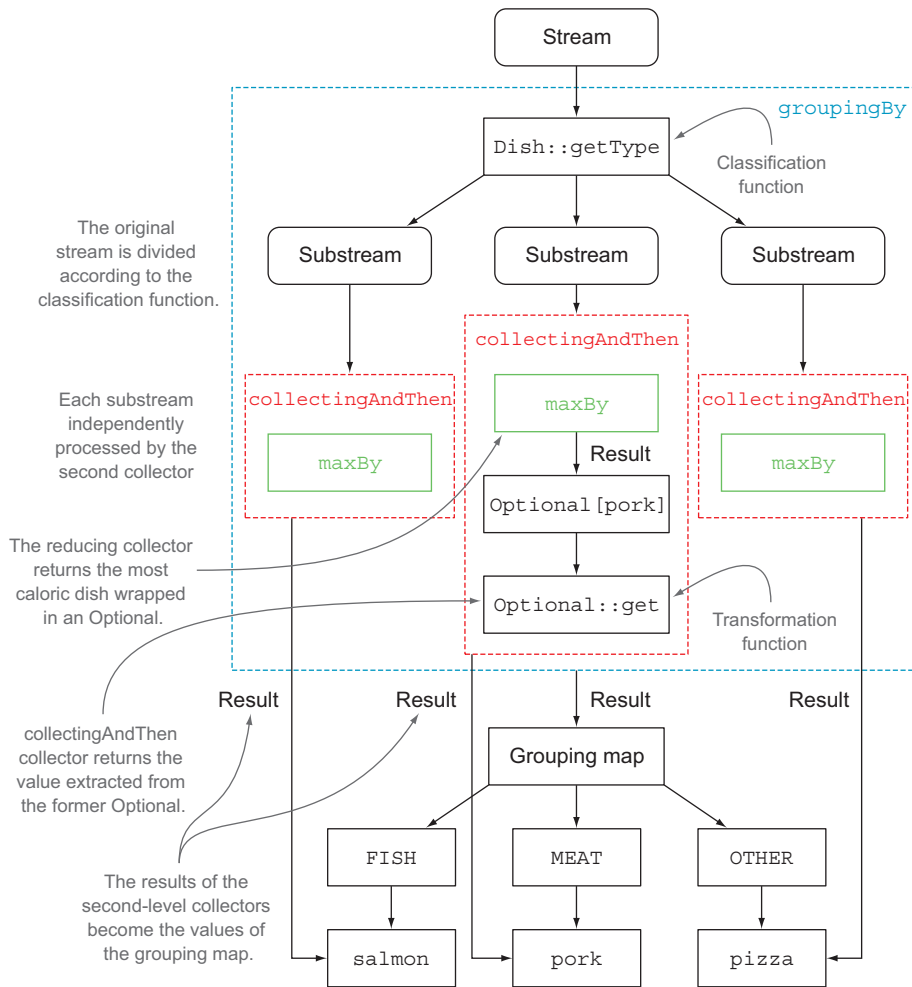 Stream
groupingBy
Dish::getType
Classification
function
The original
stream is divided
according to the
classification function.
Substream
Substream
Substream
collectingAndThen
maxBy
Result
Optional[pork]
Optional::get
collectingAndThen
maxBy
collectingAndThen
maxBy
Each substream
independently
processed by the
second collector
The reducing collector
returns the most
caloric dish wrapped
in an Optional.
Transformation
function
Result
Result
Result
Result
collectingAndThen
collector returns the
value extracted from
the former Optional.
Grouping map
FISH
MEAT
OTHER
The results of the
second-level collectors
become the values of
the grouping map.
salmon
pork
pizza